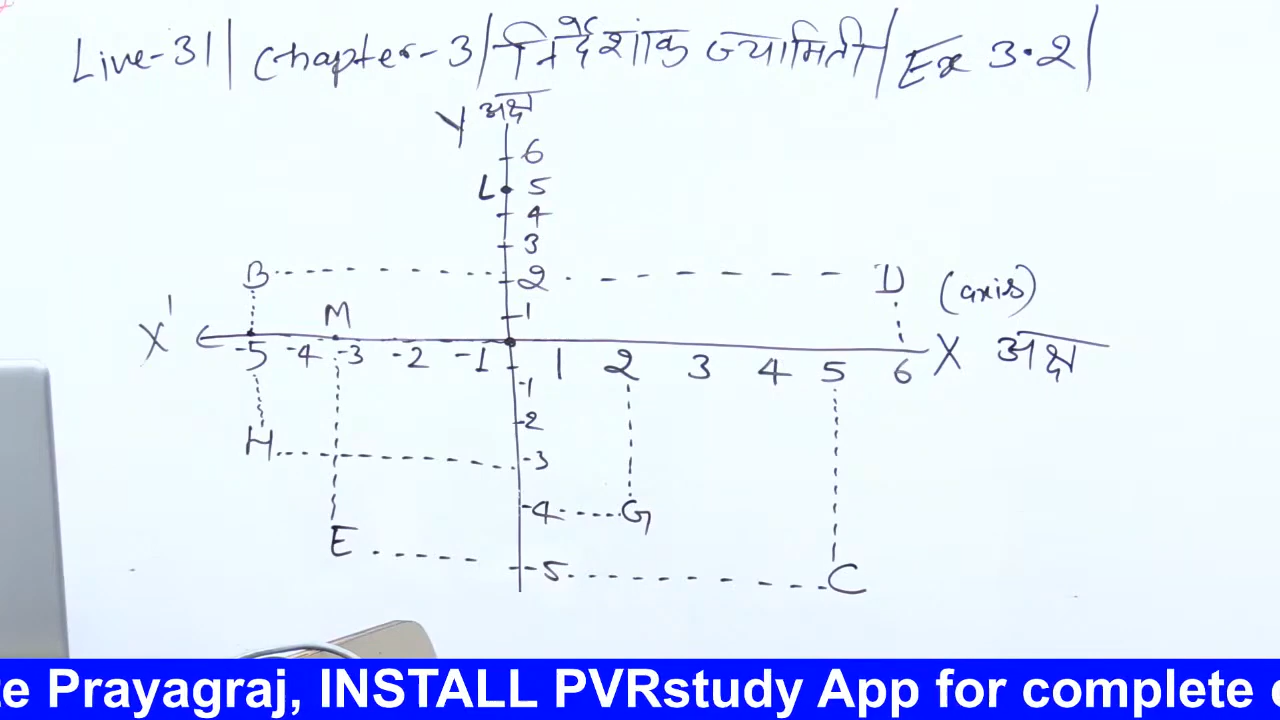 Live-31| Chapter-3| निर्देशांक ज्यामिती| Ex 3.2|
Y अक्ष
6
L 5
4
3
B 2 D (axis)
M 1
X' -5 -4 -3 -2 -1 1 2 3 4 5 6 X अक्ष
-1
-2
H -3
-4 G
E -5 C
te Prayagraj, INSTALL PVRstudy App for complete